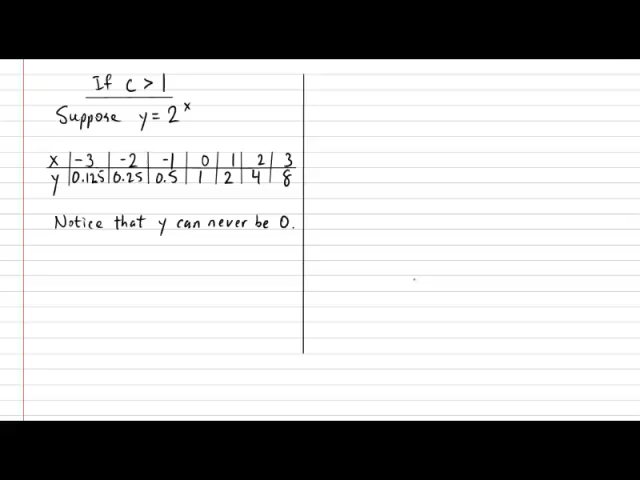 If c > 1
Suppose y = 2^x
x | -3 | -2 | -1 | 0 | 1 | 2 | 3
y | 0.125 | 0.25 | 0.5 | 1 | 2 | 4 | 8
Notice that y can never be 0.